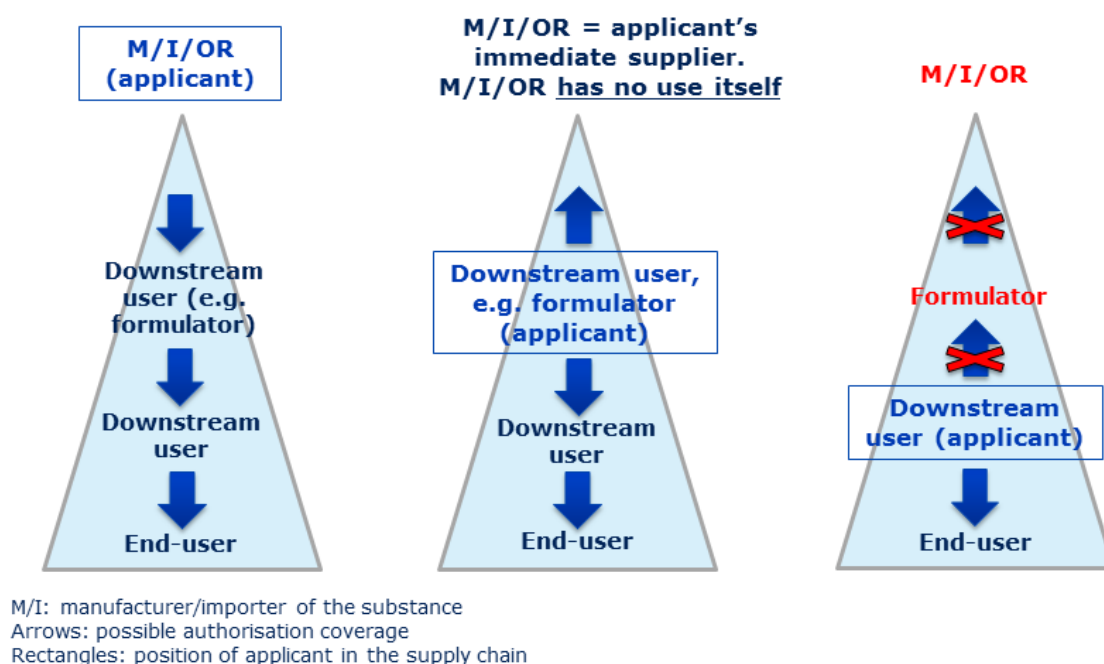 M/I/OR
(applicant)
Downstream
user (e.g.
formulator)
Downstream
user
End-user
M/I/OR = applicant’s
immediate supplier.
M/I/OR has no use itself
Downstream user,
e.g. formulator
(applicant)
Downstream
user
End-user
M/I/OR
Formulator
Downstream
user (applicant)
End-user
M/I: manufacturer/importer of the substance
Arrows: possible authorisation coverage
Rectangles: position of applicant in the supply chain